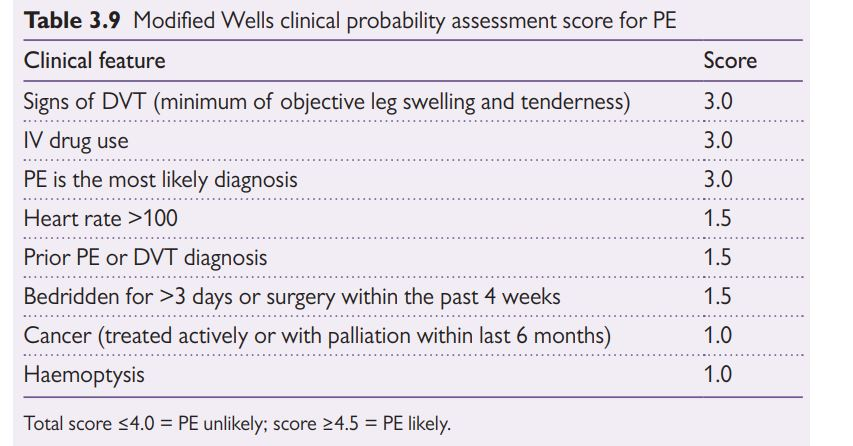 Table 3.9 Modified Wells clinical probability assessment score for PE
Clinical feature Score
Signs of DVT (minimum of objective leg swelling and tenderness) 3.0
IV drug use 3.0
PE is the most likely diagnosis 3.0
Heart rate >100 1.5
Prior PE or DVT diagnosis 1.5
Bedridden for >3 days or surgery within the past 4 weeks 1.5
Cancer (treated actively or with palliation within last 6 months) 1.0
Haemoptysis 1.0
Total score ≤4.0 = PE unlikely; score ≥4.5 = PE likely.